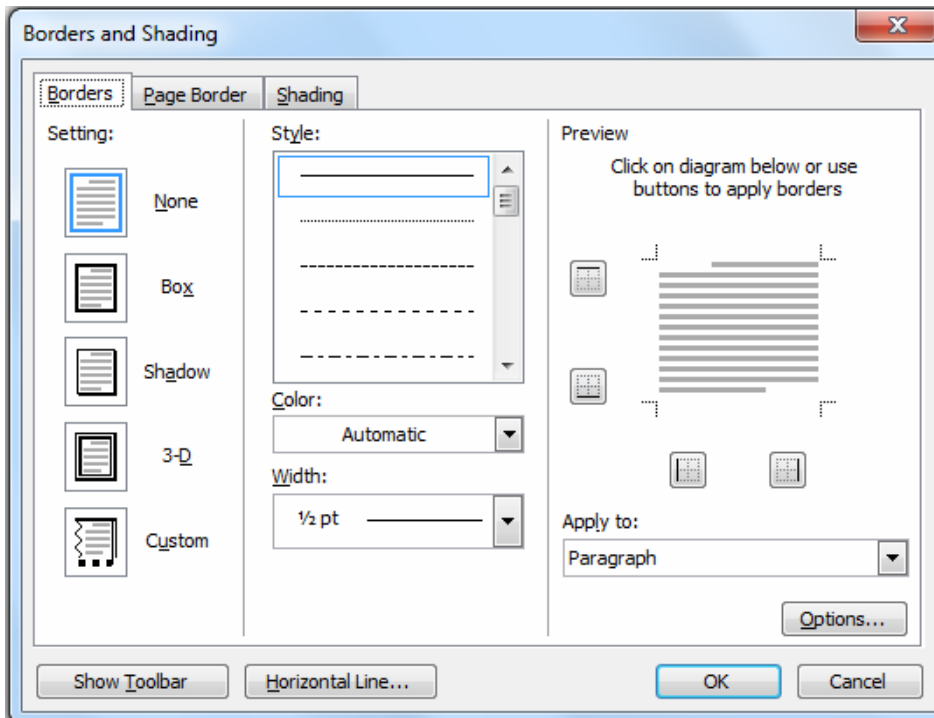 Borders and Shading
Borders
Page Border
Shading
Setting:
None
Box
Shadow
3-D
Custom
Style:
Color:
Automatic
Width:
½ pt
Preview
Click on diagram below or use
buttons to apply borders
Apply to:
Paragraph
Options...
Show Toolbar
Horizontal Line...
OK
Cancel